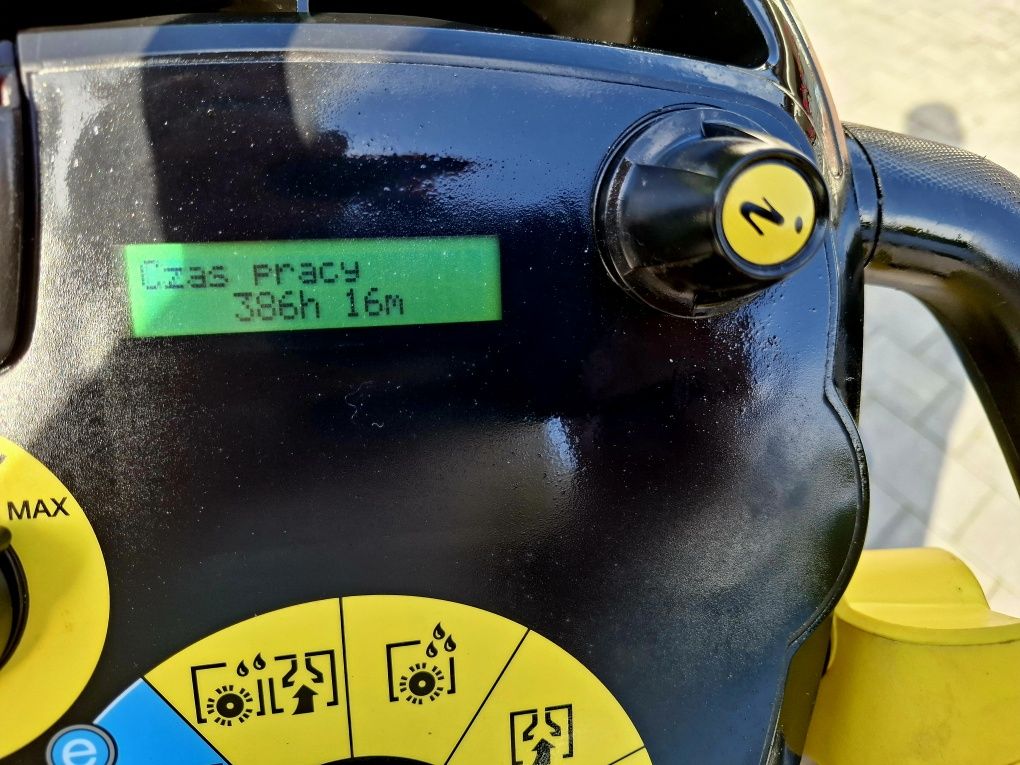 Czas pracy
386h 16m
i
MAX
e